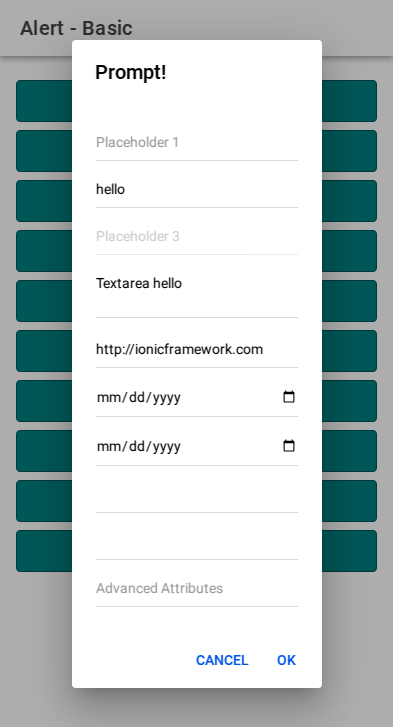 Alert - Basic
Prompt!
Placeholder 1
hello
Placeholder 3
Textarea hello
http://ionicframework.com
mm/dd/yyyy
mm/dd/yyyy
Advanced Attributes
CANCEL OK